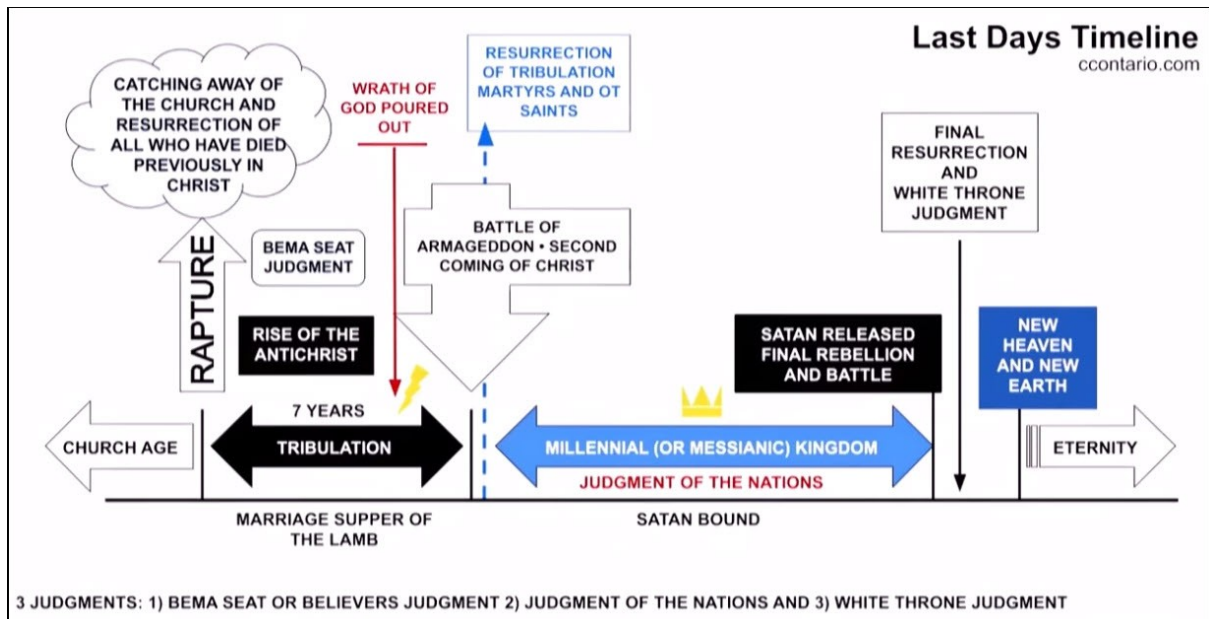 Last Days Timeline
ccontario.com
CATCHING AWAY OF
THE CHURCH AND
RESURRECTION OF
ALL WHO HAVE DIED
PREVIOUSLY IN
CHRIST
WRATH OF
GOD POURED
OUT
RESURRECTION
OF TRIBULATION
MARTYRS AND OT
SAINTS
FINAL
RESURRECTION
AND
WHITE THRONE
JUDGMENT
RAPTURE
BEMA SEAT
JUDGMENT
BATTLE OF
ARMAGEDDON • SECOND
COMING OF CHRIST
RISE OF THE
ANTICHRIST
SATAN RELEASED
FINAL REBELLION
AND BATTLE
NEW
HEAVEN
AND NEW
EARTH
CHURCH AGE
7 YEARS
TRIBULATION
MILLENNIAL (OR MESSIANIC) KINGDOM
JUDGMENT OF THE NATIONS
ETERNITY
MARRIAGE SUPPER OF
THE LAMB
SATAN BOUND
3 JUDGMENTS: 1) BEMA SEAT OR BELIEVERS JUDGMENT 2) JUDGMENT OF THE NATIONS AND 3) WHITE THRONE JUDGMENT